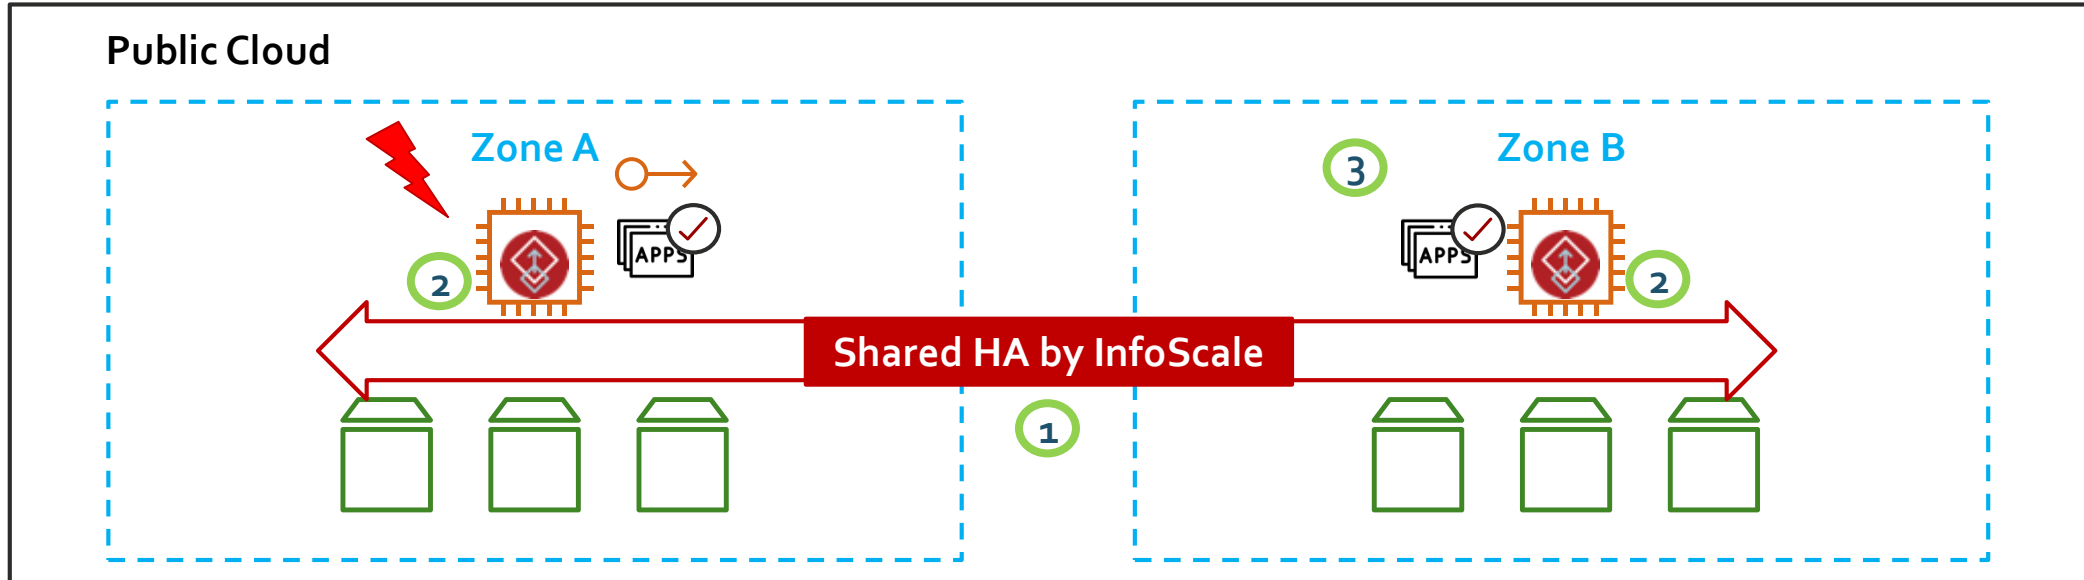 Public Cloud
Zone A
Zone B
3
APPS
APPS
2
2
Shared HA by InfoScale
1